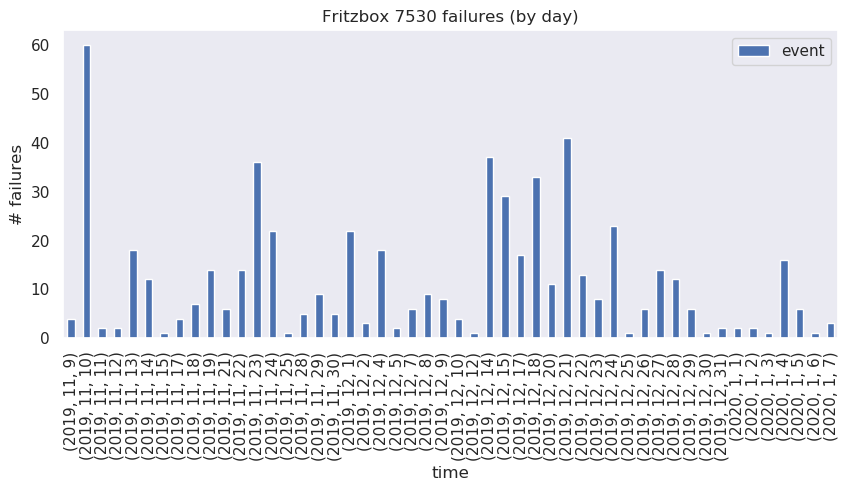 Fritzbox 7530 failures (by day)
event
# failures
60
50
40
30
20
10
0
(2019, 11, 9)
(2019, 11, 10)
(2019, 11, 11)
(2019, 11, 12)
(2019, 11, 13)
(2019, 11, 14)
(2019, 11, 15)
(2019, 11, 17)
(2019, 11, 18)
(2019, 11, 19)
(2019, 11, 21)
(2019, 11, 22)
(2019, 11, 23)
(2019, 11, 24)
(2019, 11, 25)
(2019, 11, 28)
(2019, 11, 29)
(2019, 11, 30)
(2019, 12, 1)
(2019, 12, 2)
(2019, 12, 4)
(2019, 12, 5)
(2019, 12, 7)
(2019, 12, 8)
(2019, 12, 9)
(2019, 12, 10)
(2019, 12, 12)
(2019, 12, 14)
(2019, 12, 15)
(2019, 12, 17)
(2019, 12, 18)
(2019, 12, 20)
(2019, 12, 21)
(2019, 12, 22)
(2019, 12, 23)
(2019, 12, 24)
(2019, 12, 25)
(2019, 12, 26)
(2019, 12, 27)
(2019, 12, 28)
(2019, 12, 29)
(2019, 12, 30)
(2019, 12, 31)
(2020, 1, 1)
(2020, 1, 2)
(2020, 1, 3)
(2020, 1, 4)
(2020, 1, 5)
(2020, 1, 6)
(2020, 1, 7)
time